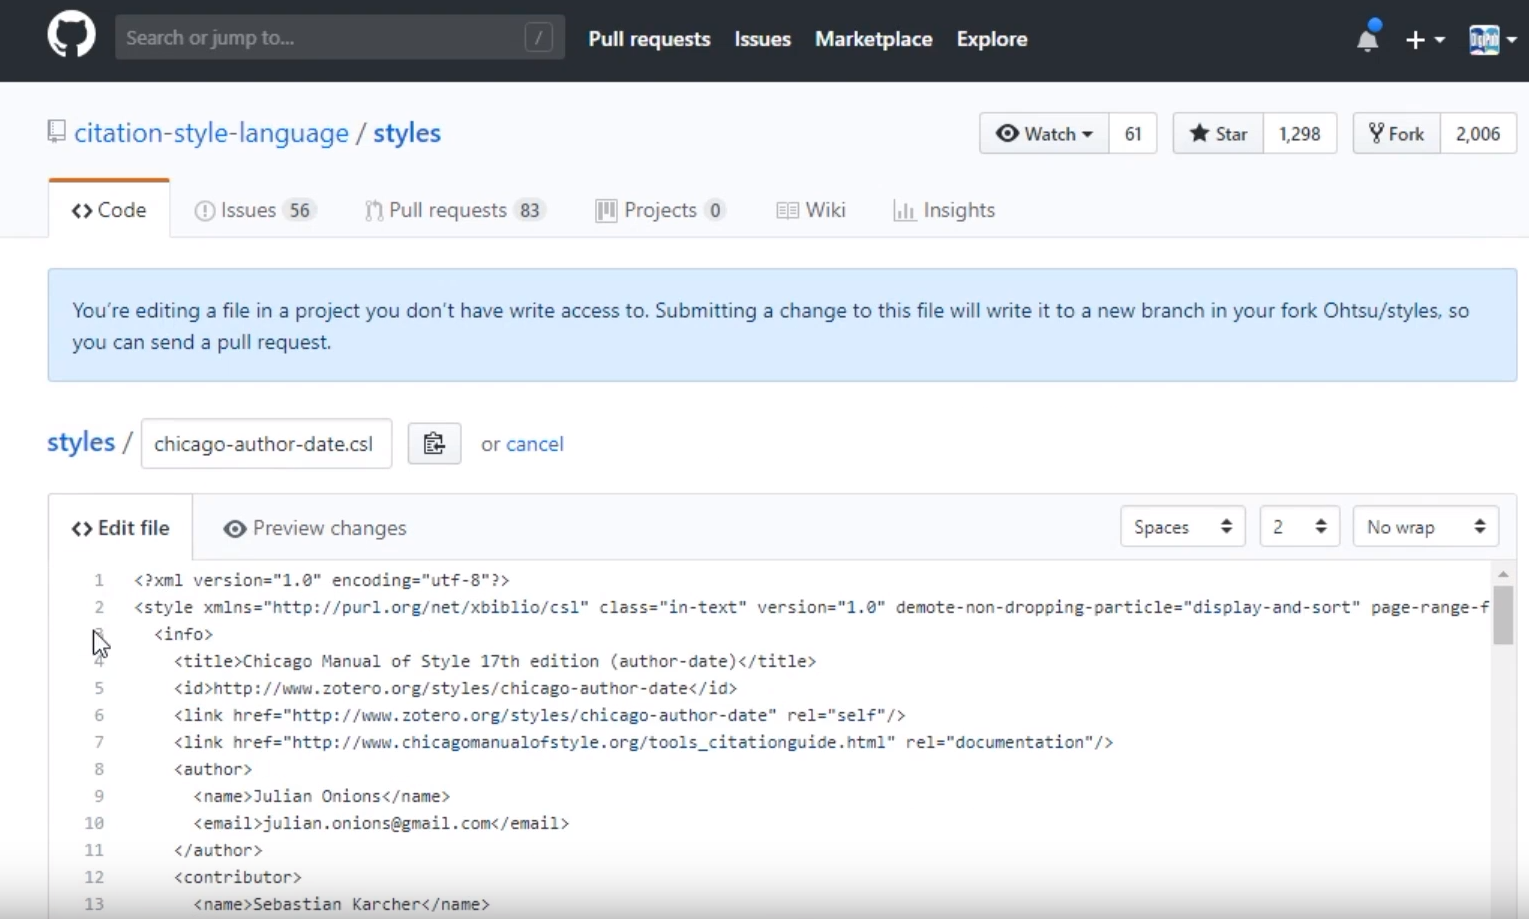 Search or jump to... / Pull requests Issues Marketplace Explore
citation-style-language / styles Watch 61 Star 1,298 Fork 2,006
<> Code Issues 56 Pull requests 83 Projects 0 Wiki Insights
You're editing a file in a project you don't have write access to. Submitting a change to this file will write it to a new branch in your fork Ohtsu/styles, so
you can send a pull request.
styles / chicago-author-date.csl or cancel
<> Edit file Preview changes Spaces 2 No wrap
1 <?xml version="1.0" encoding="utf-8"?>
2 <style xmlns="http://purl.org/net/xbiblio/csl" class="in-text" version="1.0" demote-non-dropping-particle="display-and-sort" page-range-f
3 <info>
4 <title>Chicago Manual of Style 17th edition (author-date)</title>
5 <id>http://www.zotero.org/styles/chicago-author-date</id>
6 <link href="http://www.zotero.org/styles/chicago-author-date" rel="self"/>
7 <link href="http://www.chicagomanualofstyle.org/tools_citationguide.html" rel="documentation"/>
8 <author>
9 <name>Julian Onions</name>
10 <email>julian.onions@gmail.com</email>
11 </author>
12 <contributor>
13 <name>Sebastian Karcher</name>